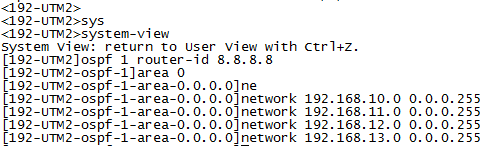 <192-UTM2>
<192-UTM2>sys
<192-UTM2>system-view
System View: return to User View with Ctrl+Z.
[192-UTM2]ospf 1 router-id 8.8.8.8
[192-UTM2-ospf-1]area 0
[192-UTM2-ospf-1-area-0.0.0.0]ne
[192-UTM2-ospf-1-area-0.0.0.0]network 192.168.10.0 0.0.0.255
[192-UTM2-ospf-1-area-0.0.0.0]network 192.168.11.0 0.0.0.255
[192-UTM2-ospf-1-area-0.0.0.0]network 192.168.12.0 0.0.0.255
[192-UTM2-ospf-1-area-0.0.0.0]network 192.168.13.0 0.0.0.255